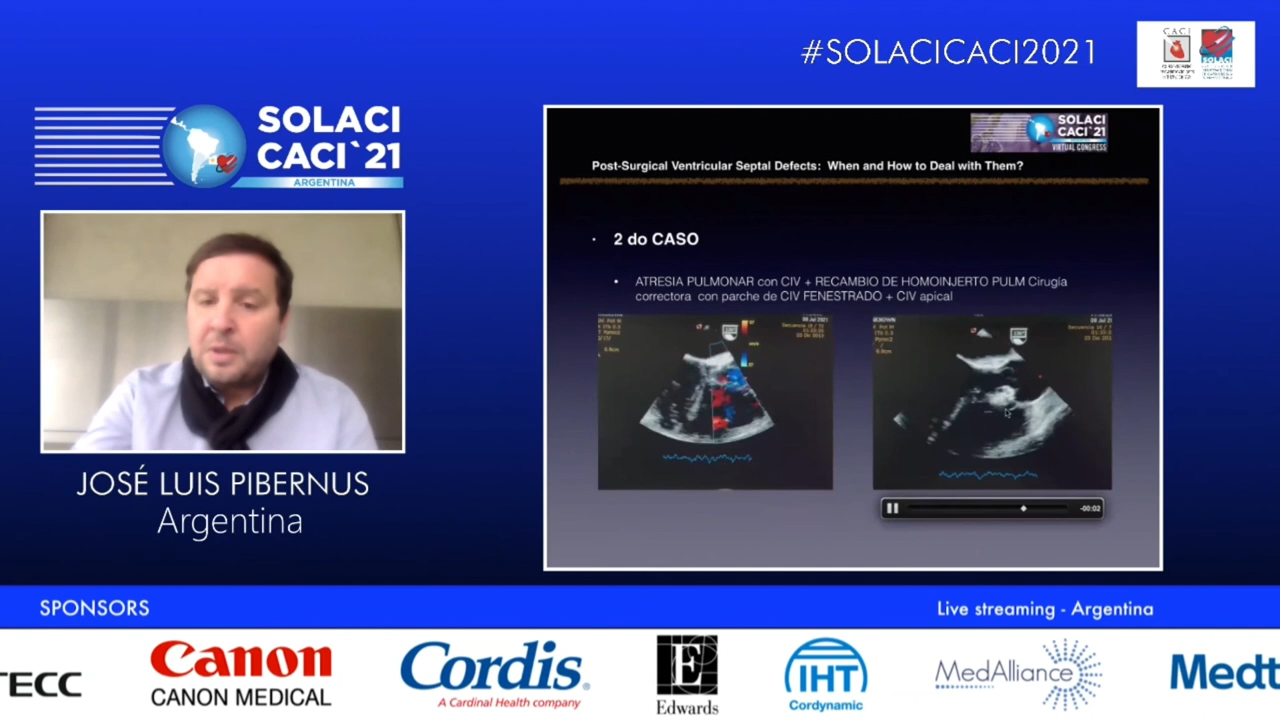 #SOLACICACI2021
CACI
SOLACI
SOLACI
CACI`21
ARGENTINA
SOLACI
CACI`21
VIRTUAL CONGRESS
Post-Surgical Ventricular Septal Defects: When and How to Deal with Them?
· 2 do CASO
• ATRESIA PULMONAR con CIV + RECAMBIO DE HOMOINJERTO PULM Cirugía
correctora con parche de CIV FENESTRADO + CIV apical
-00:02
JOSÉ LUIS PIBERNUS
Argentina
SPONSORS
Live streaming - Argentina
TECC
Canon
CANON MEDICAL
Cordis®
A Cardinal Health company
E
Edwards
IHT
Cordynamic
MedAlliance
Medt